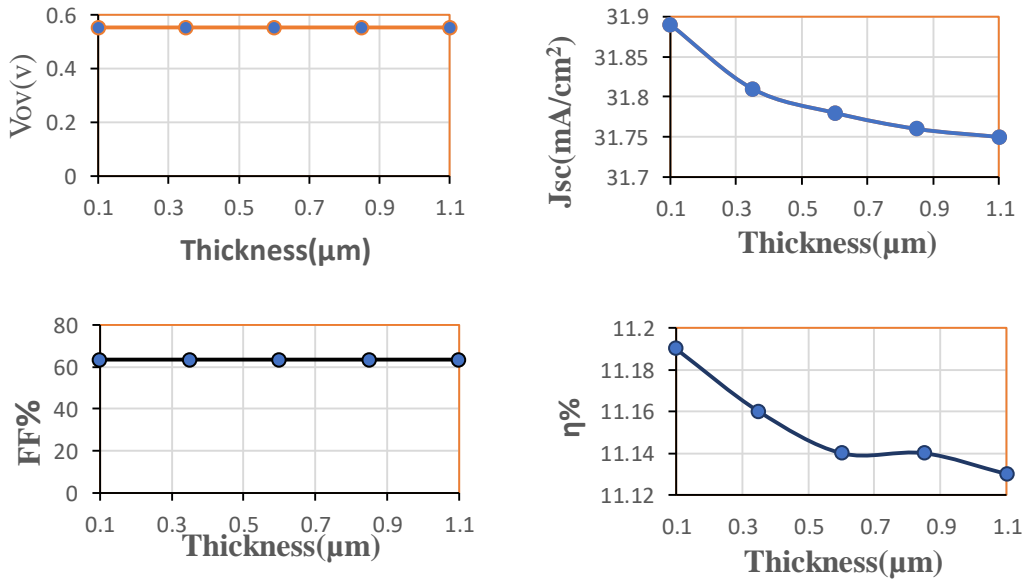 0.6
0.4
0.2
0
Vov(v)
0.1 0.3 0.5 0.7 0.9 1.1
Thickness(μm)
31.9
31.85
31.8
31.75
31.7
Jsc(mA/cm²)
0.1 0.3 0.5 0.7 0.9 1.1
Thickness(μm)
80
60
40
20
0
FF%
0.1 0.3 0.5 0.7 0.9 1.1
Thickness(μm)
11.2
11.18
11.16
11.14
11.12
η%
0.1 0.3 0.5 0.7 0.9 1.1
Thickness(μm)